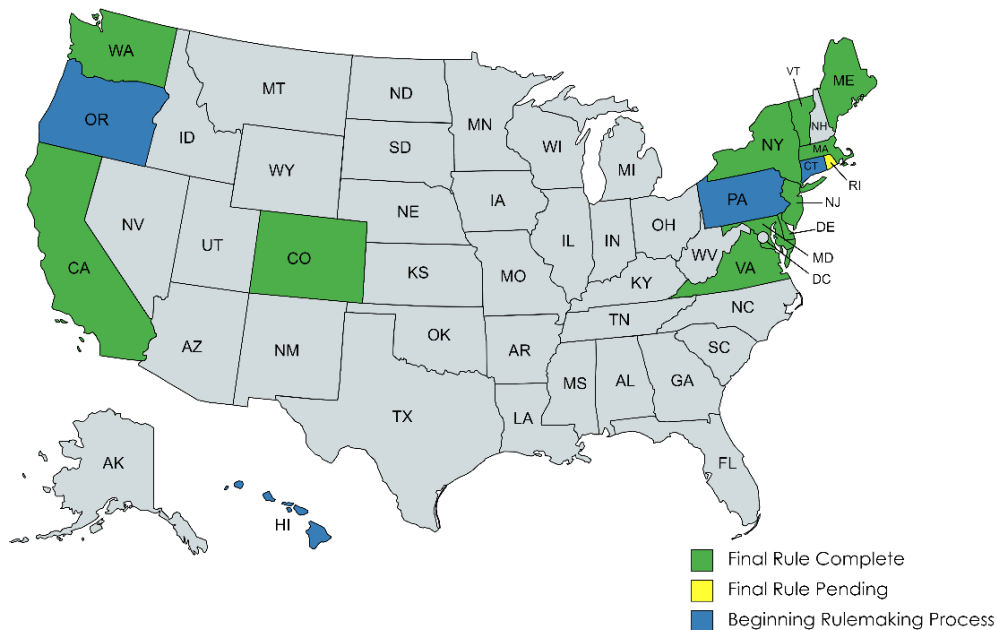 WA
MT
ND
MN
VT
ME
OR
ID
SD
WI
MI
NH
NY
MA
CT
RI
WY
IA
PA
NJ
NE
NV
UT
CO
IL
IN
OH
DE
WV
MD
CA
KS
MO
KY
VA
DC
AZ
NM
OK
TN
NC
AR
SC
MS
AL
GA
TX
LA
FL
AK
HI
Final Rule Complete
Final Rule Pending
Beginning Rulemaking Process